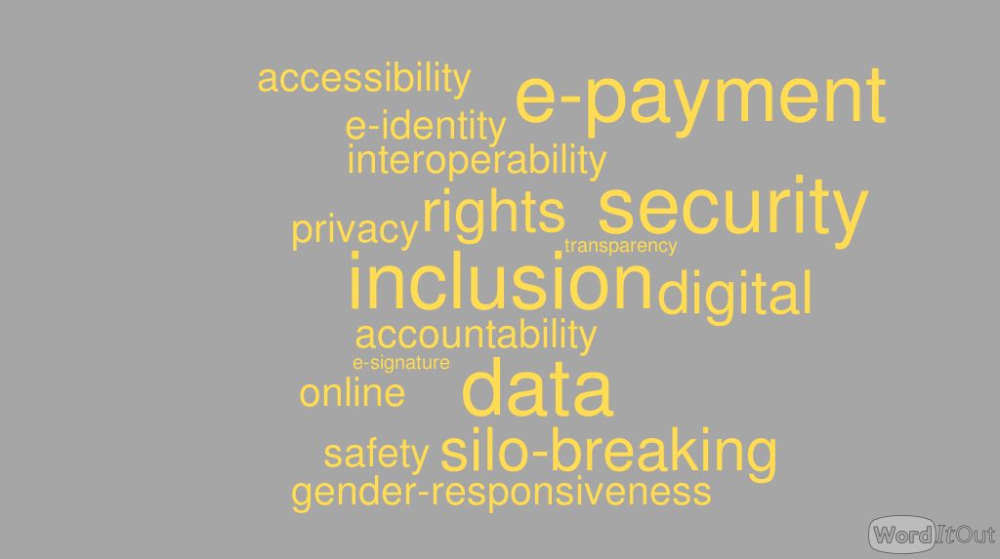 accessibility
e-payment
e-identity
interoperability
rights
security
privacy
transparency
inclusion
digital
accountability
e-signature
data
online
safety
silo-breaking
gender-responsiveness
WordItOut